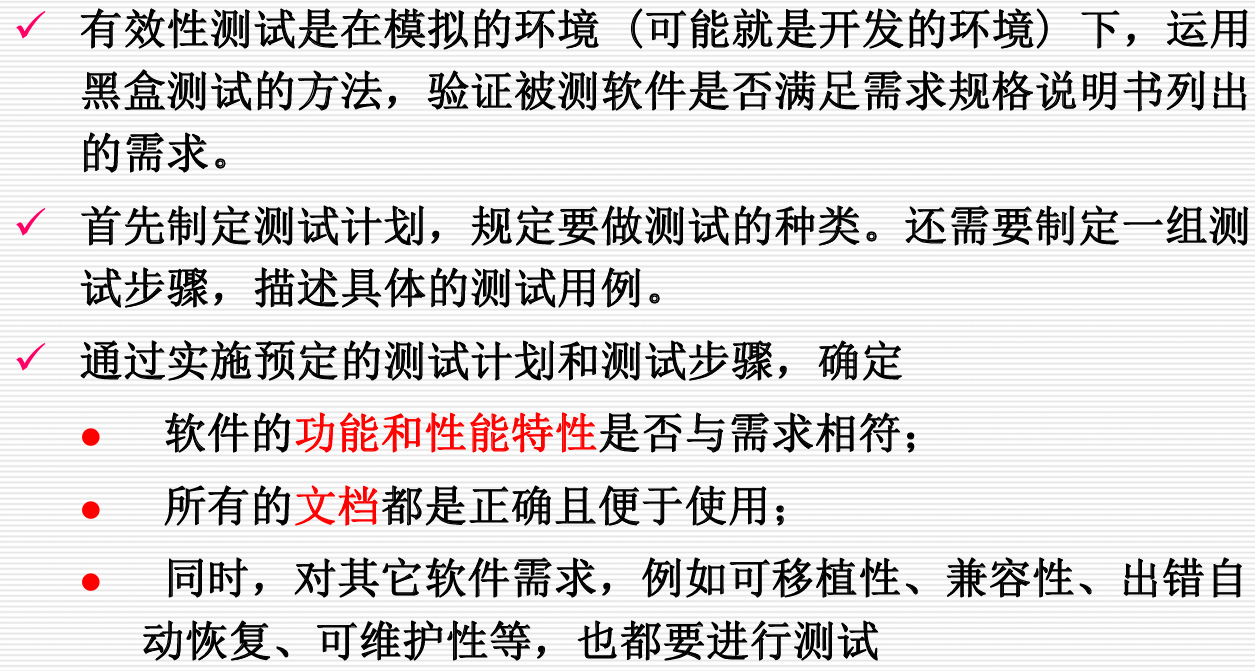 ✓ 有效性测试是在模拟的环境 (可能就是开发的环境) 下，运用
黑盒测试的方法，验证被测软件是否满足需求规格说明书列出
的需求。
✓ 首先制定测试计划，规定要做测试的种类。还需要制定一组测
试步骤，描述具体的测试用例。
✓ 通过实施预定的测试计划和测试步骤，确定
● 软件的功能和性能特性是否与需求相符；
● 所有的文档都是正确且便于使用；
● 同时，对其它软件需求，例如可移植性、兼容性、出错自
动恢复、可维护性等，也都要进行测试